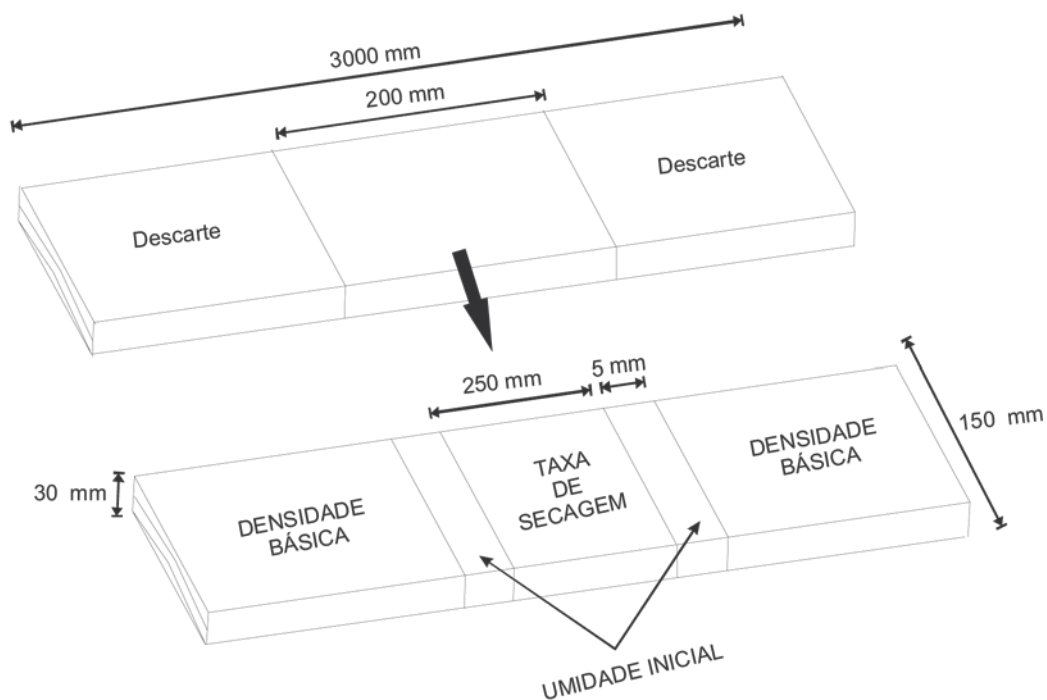 3000 mm
200 mm
Descarte
Descarte
250 mm
5 mm
150 mm
30 mm
DENSIDADE
BÁSICA
TAXA
DE
SECAGEM
DENSIDADE
BÁSICA
UMIDADE INICIAL